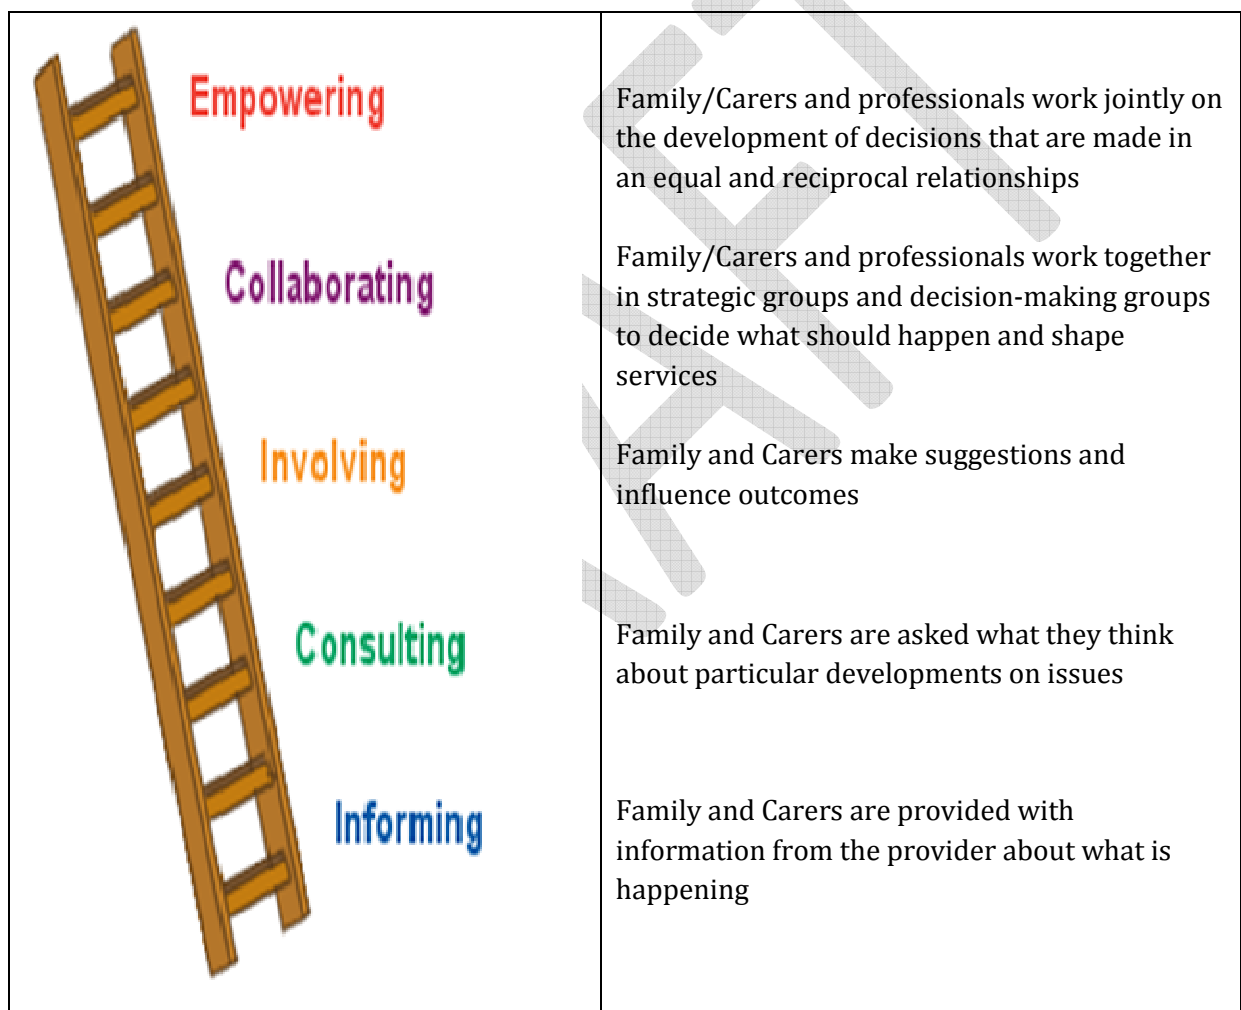 Empowering
Family/Carers and professionals work jointly on
the development of decisions that are made in
an equal and reciprocal relationships
Collaborating
Family/Carers and professionals work together
in strategic groups and decision-making groups
to decide what should happen and shape
services
Involving
Family and Carers make suggestions and
influence outcomes
Consulting
Family and Carers are asked what they think
about particular developments on issues
Informing
Family and Carers are provided with
information from the provider about what is
happening